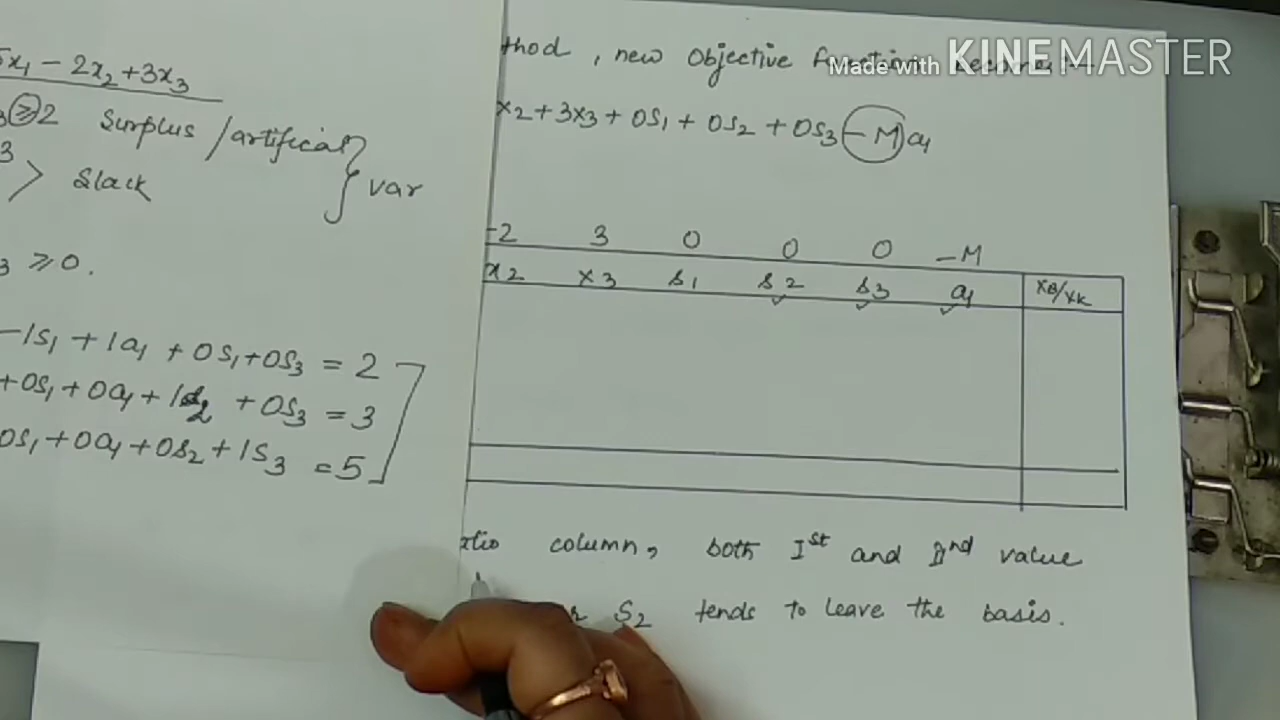 5x1 - 2x2 + 3x3
3 ≥ 2 Surplus / artifical
3
> Slack
} var
3 ≥ 0.
- 1s1 + 1a1 + 0s1 + 0s3 = 2
+ 0s1 + 0a1 + 1s2 + 0s3 = 3
0s1 + 0a1 + 0s2 + 1s3 = 5
thod, new Objective
x2 + 3x3 + 0s1 + 0s2 + 0s3 - M a1
-2 3 0 0 0 -M
x2 x3 s1 s2 s3 a1 XB/XK
column, both Ist and IInd value
S2 tends to leave the basis.
Made with KINEMASTER